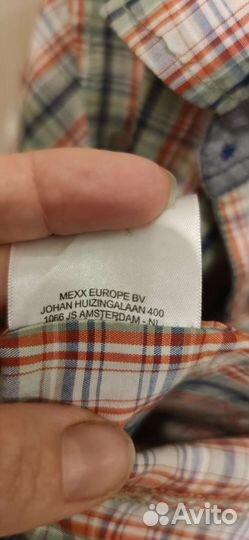 MEXX EUROPE BV
JOHAN HUIZINGALAAN 400
1066 JS AMSTERDAM - NL
Avito